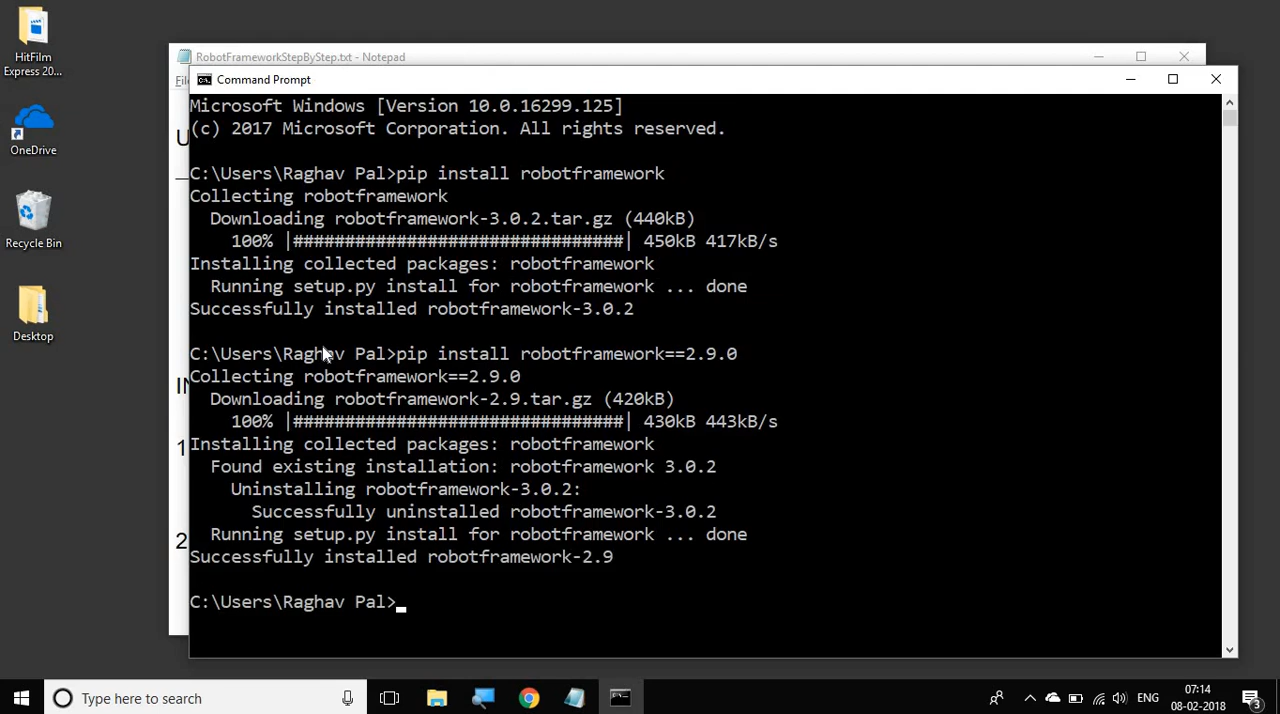 HitFilm
Express 20...
OneDrive
Recycle Bin
Desktop
RobotFrameworkStepByStep.txt - Notepad
Command Prompt
Microsoft Windows [Version 10.0.16299.125]
(c) 2017 Microsoft Corporation. All rights reserved.
C:\Users\Raghav Pal>pip install robotframework
Collecting robotframework
Downloading robotframework-3.0.2.tar.gz (440kB)
100% |################################| 450kB 417kB/s
Installing collected packages: robotframework
Running setup.py install for robotframework ... done
Successfully installed robotframework-3.0.2
C:\Users\Raghav Pal>pip install robotframework==2.9.0
Collecting robotframework==2.9.0
Downloading robotframework-2.9.tar.gz (420kB)
100% |################################| 430kB 443kB/s
Installing collected packages: robotframework
Found existing installation: robotframework 3.0.2
Uninstalling robotframework-3.0.2:
Successfully uninstalled robotframework-3.0.2
Running setup.py install for robotframework ... done
Successfully installed robotframework-2.9
C:\Users\Raghav Pal>
1
2
Type here to search
ENG
07:14
08-02-2018
3